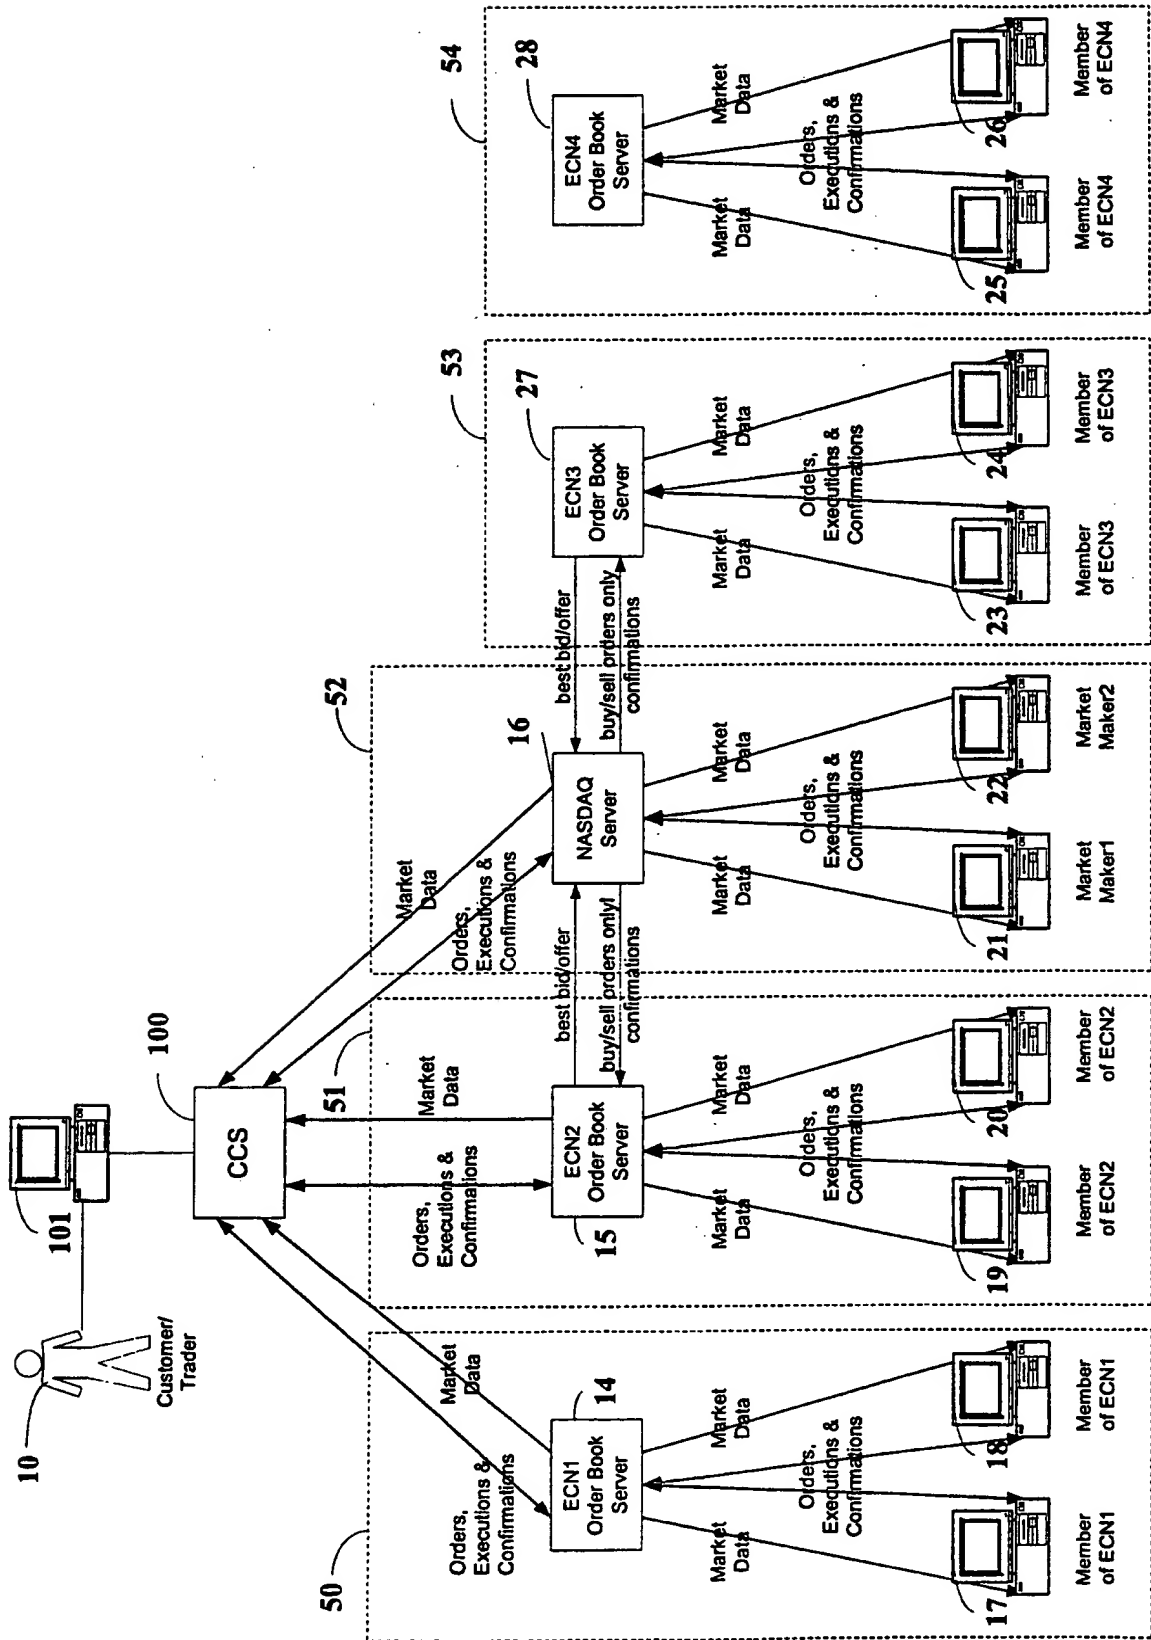 10
Customer/
Trader
101
100
CCS
50
Orders,
Executions &
Confirmations
Market
Data
Orders,
Executions &
Confirmations
Market
Data
51
Market
Data
Orders,
Executions &
Confirmations
52
53
54
14
ECN1
Order Book
Server
15
ECN2
Order Book
Server
best bid/offer
buy/sell orders only
confirmations
16
NASDAQ
Server
best bid/offer
buy/sell orders only
confirmations
27
ECN3
Order Book
Server
28
ECN4
Order Book
Server
Market
Data
Orders,
Executions &
Confirmations
Market
Data
Market
Data
Orders,
Executions &
Confirmations
Market
Data
Market
Data
Orders,
Executions &
Confirmations
Market
Data
Market
Data
Orders,
Executions &
Confirmations
Market
Data
Market
Data
Orders,
Executions &
Confirmations
Market
Data
17
18
19
20
21
22
23
24
25
26
Member
of ECN1
Member
of ECN1
Member
of ECN2
Member
of ECN2
Market
Maker1
Market
Maker2
Member
of ECN3
Member
of ECN3
Member
of ECN4
Member
of ECN4